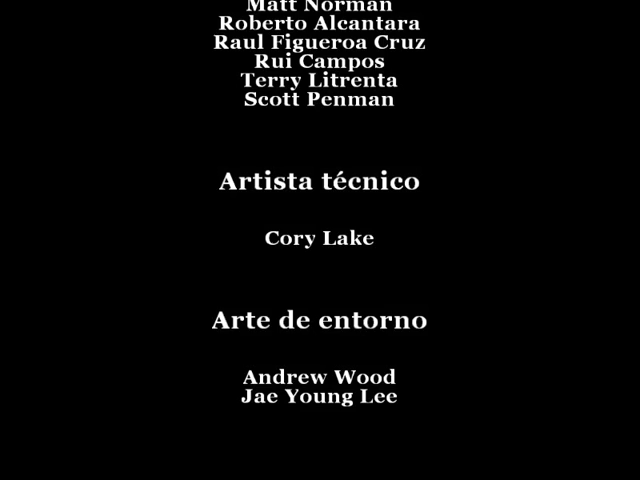 Matt Norman
Roberto Alcantara
Raul Figueroa Cruz
Rui Campos
Terry Litrenta
Scott Penman
Artista técnico
Cory Lake
Arte de entorno
Andrew Wood
Jae Young Lee